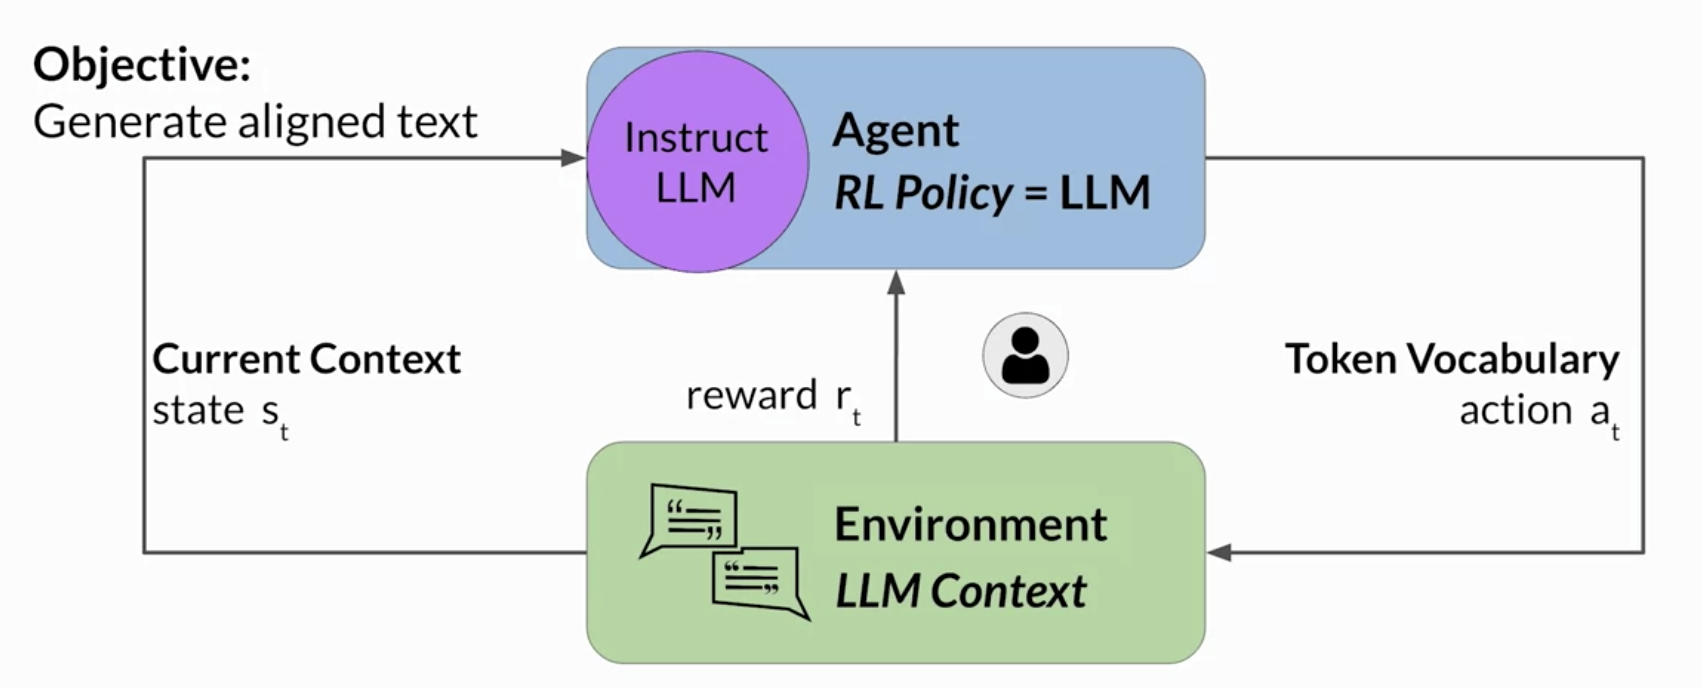 Objective:
Generate aligned text
Instruct
LLM
Agent
RL Policy = LLM
Current Context
state s_t
reward r_t
Token Vocabulary
action a_t
Environment
LLM Context